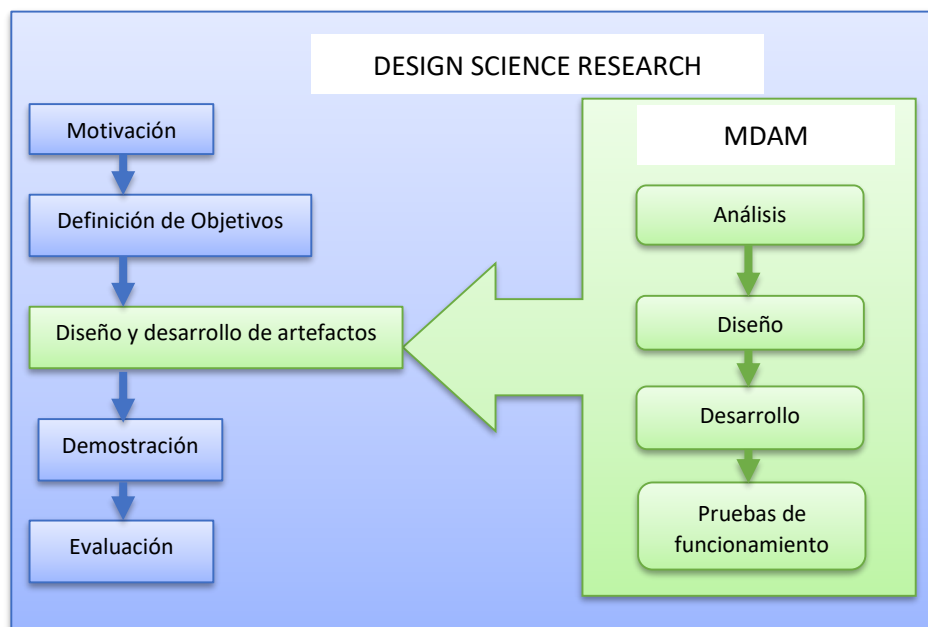 DESIGN SCIENCE RESEARCH
Motivación
Definición de Objetivos
Diseño y desarrollo de artefactos
Demostración
Evaluación
MDAM
Análisis
Diseño
Desarrollo
Pruebas de
funcionamiento